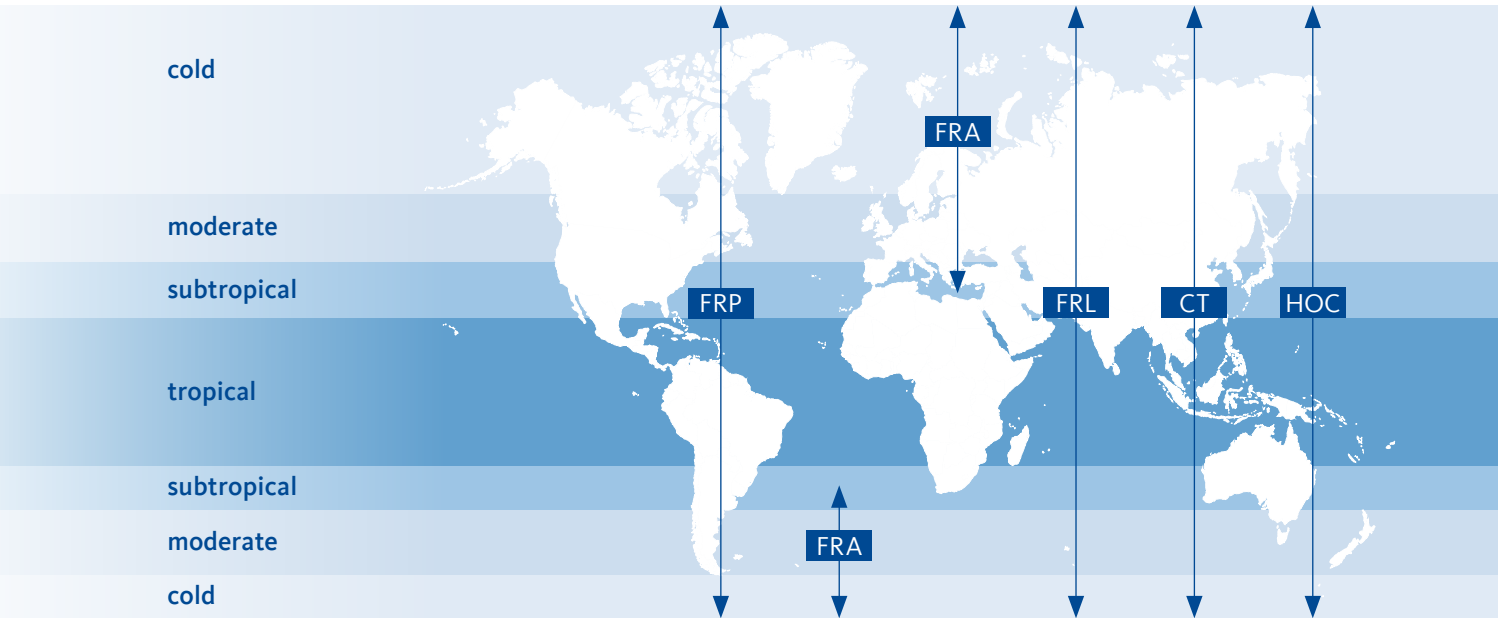 cold
FRA
moderate
subtropical
FRP
FRL
CT
HOC
tropical
subtropical
moderate
FRA
cold